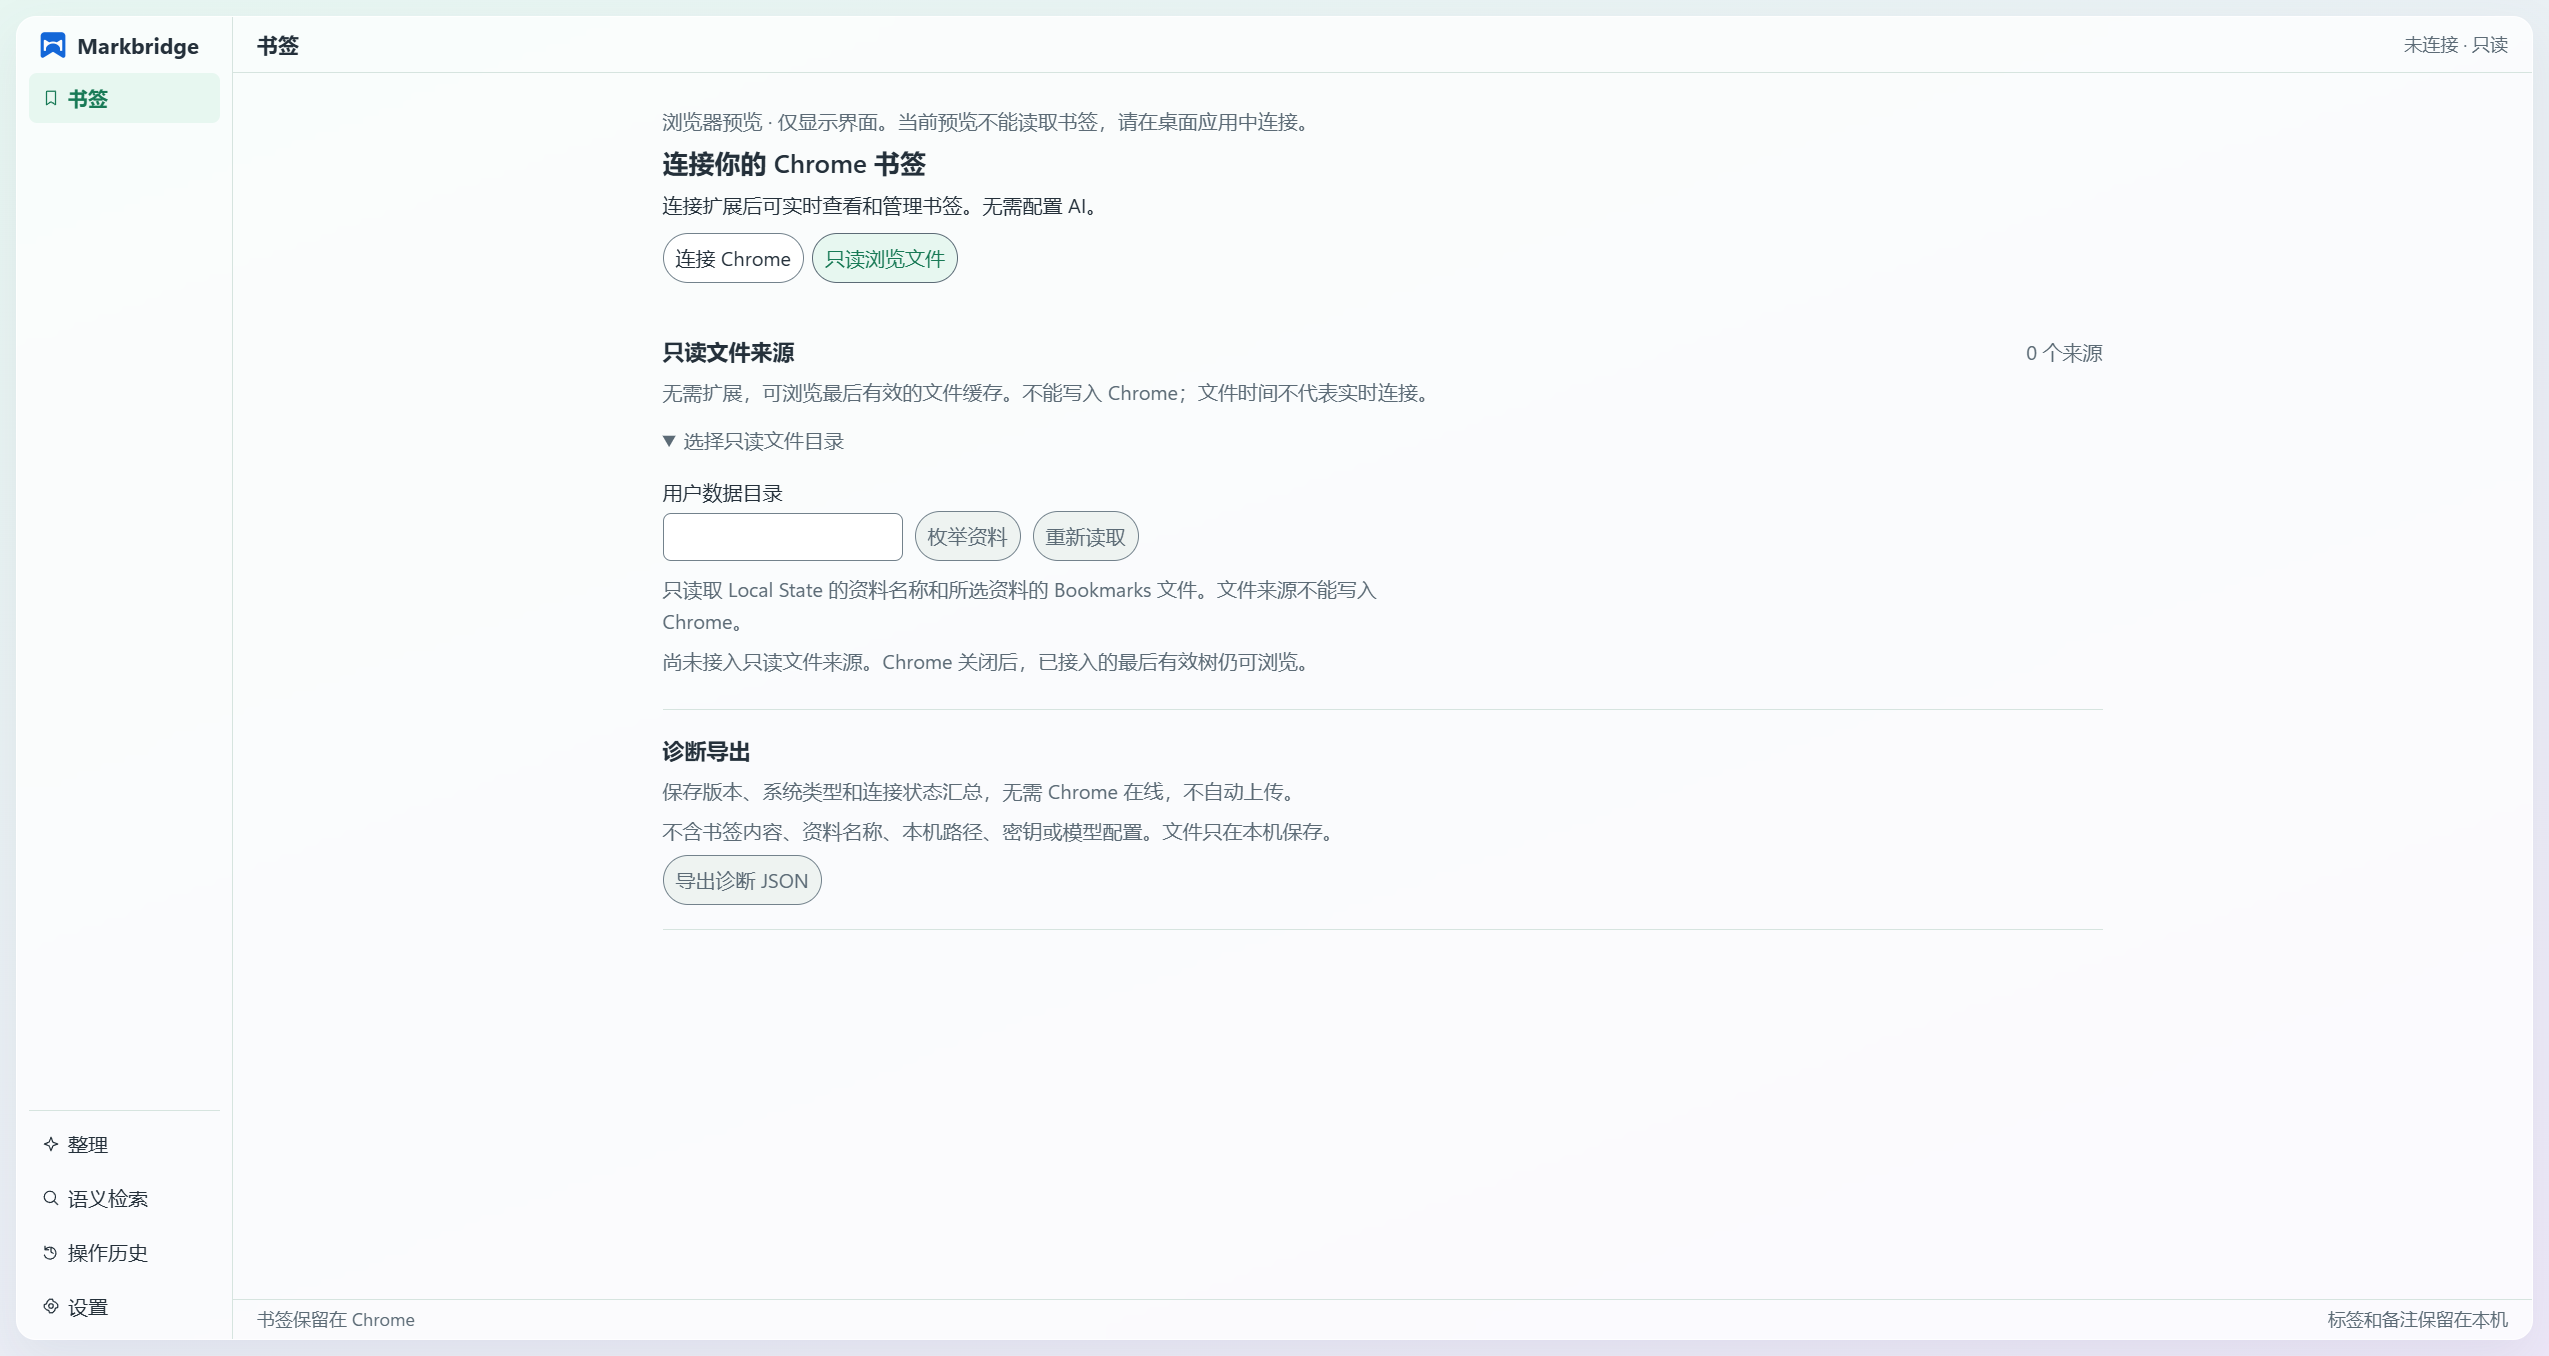 Markbridge
书签
未连接 · 只读
书签
浏览器预览 · 仅显示界面。当前预览不能读取书签，请在桌面应用中连接。
连接你的 Chrome 书签
连接扩展后可实时查看和管理书签。无需配置 AI。
连接 Chrome
只读浏览文件
只读文件来源
0 个来源
无需扩展，可浏览最后有效的文件缓存。不能写入 Chrome；文件时间不代表实时连接。
▼ 选择只读文件目录
用户数据目录
枚举资料
重新读取
只读取 Local State 的资料名称和所选资料的 Bookmarks 文件。文件来源不能写入
Chrome。
尚未接入只读文件来源。Chrome 关闭后，已接入的最后有效树仍可浏览。
诊断导出
保存版本、系统类型和连接状态汇总，无需 Chrome 在线，不自动上传。
不含书签内容、资料名称、本机路径、密钥或模型配置。文件只在本机保存。
导出诊断 JSON
整理
语义检索
操作历史
设置
书签保留在 Chrome
标签和备注保留在本机